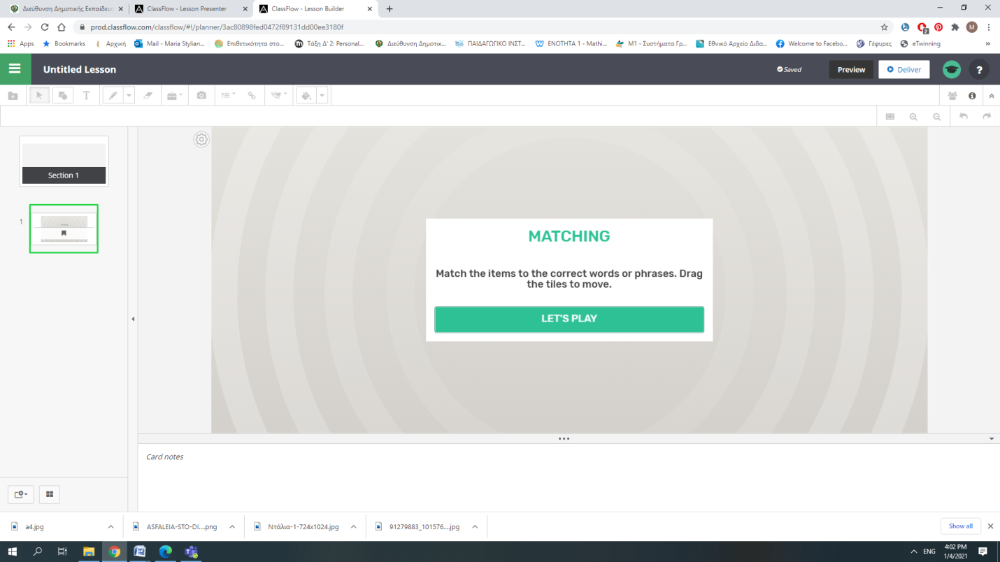 Διεύθυνση Δημοτικής Εκπαίδευσ
ClassFlow - Lesson Presenter
ClassFlow - Lesson Builder
prod.classflow.com/classflow/#!/planner/3ac80898fed0472f89131dd00ee3180f
2
M
Apps
Bookmarks
Αρχική
Mail - Maria Stylian...
Επιθετικότητα στο...
Τάξη Δ' 2: Personal...
Διεύθυνση Δημοτικ...
ΠΑΙΔΑΓΩΓΙΚΟ ΙΝΣΤ...
ΕΝΟΤΗΤΑ 1 - Mathi...
M1 - Συστήματα Γρ...
Εθνικό Αρχείο Διδα...
Welcome to Facebo...
Γέφυρες
eTwinning
»
Untitled Lesson
Saved
Preview
Deliver
?
T
Section 1
1
MATCHING
Match the items to the correct words or phrases. Drag
the tiles to move.
LET'S PLAY
Card notes
a4.jpg
ASFALEIA-STO-DI....png
Ντάλια-1-724x1024.jpg
91279883_101576....jpg
Show all
ENG
4:02 PM
1/4/2021